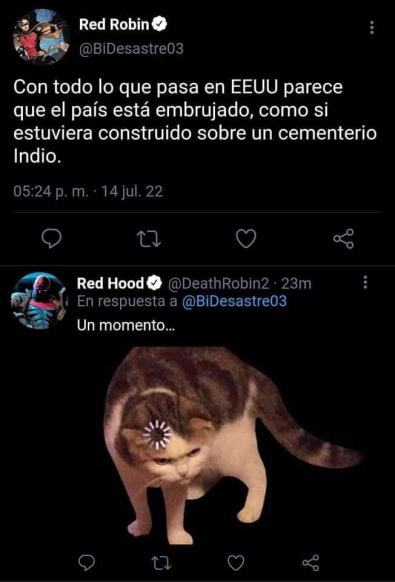 Red Robin
@BiDesastre03
Con todo lo que pasa en EEUU parece
que el país está embrujado, como si
estuviera construido sobre un cementerio
Indio.
05:24 p. m. · 14 jul. 22
Red Hood @DeathRobin2 · 23m
En respuesta a @BiDesastre03
Un momento...